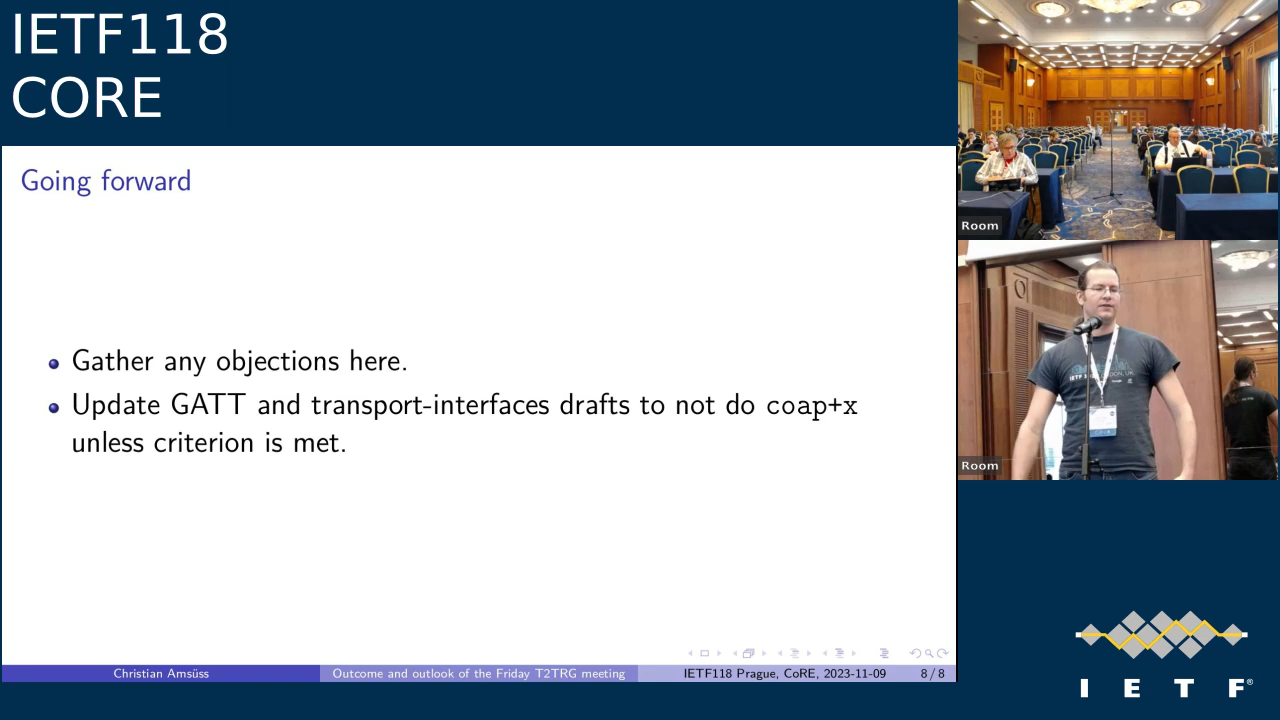 IETF118
CORE
Going forward
Gather any objections here.
Update GATT and transport-interfaces drafts to not do coap+x
unless criterion is met.
Christian Amsüss
Outcome and outlook of the Friday T2TRG meeting
IETF118 Prague, CoRE, 2023-11-09
8 / 8
Room
Room
I E T F®